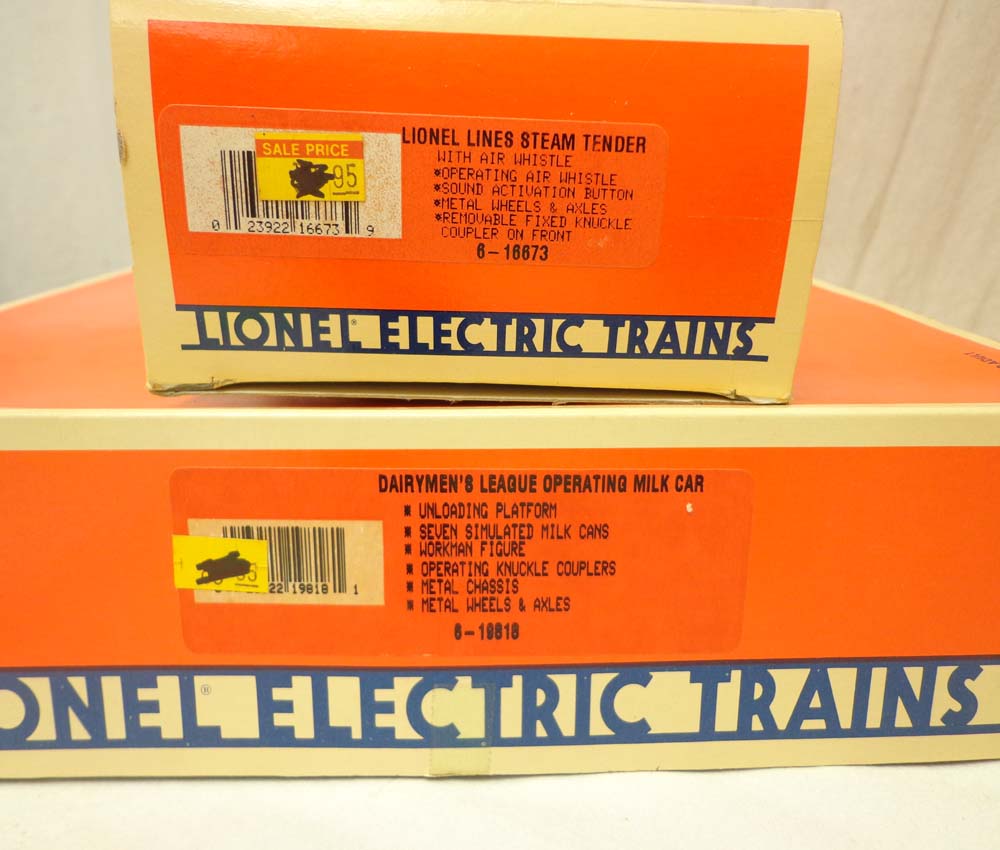 LIONEL LINES STEAM TENDER
WITH AIR WHISTLE
*OPERATING AIR WHISTLE
*SOUND ACTIVATION BUTTON
*METAL WHEELS & AXLES
*REMOVABLE FIXED KNUCKLE
COUPLER ON FRONT
6-16673
SALE PRICE
95
0 23922 16673 9
LIONEL® ELECTRIC TRAINS
DAIRYMEN'S LEAGUE OPERATING MILK CAR
* UNLOADING PLATFORM
* SEVEN SIMULATED MILK CANS
* WORKMAN FIGURE
* OPERATING KNUCKLE COUPLERS
* METAL CHASSIS
* METAL WHEELS & AXLES
6-19818
22 19818 1
ONEL® ELECTRIC TRAINS